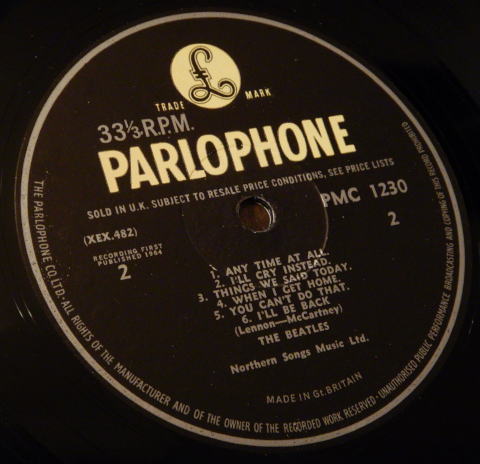 £
TRADE MARK
33⅓ R.P.M.
PARLOPHONE
SOLD IN U.K. SUBJECT TO RESALE PRICE CONDITIONS, SEE PRICE LISTS
PMC 1230
(XEX.482)
2
RECORDING FIRST
PUBLISHED 1964
2
1. ANY TIME AT ALL.
2. I'LL CRY INSTEAD.
3. THINGS WE SAID TODAY.
4. WHEN I GET HOME.
5. YOU CAN'T DO THAT.
6. I'LL BE BACK
(Lennon—McCartney)
THE BEATLES
Northern Songs Music Ltd.
MADE IN Gt. BRITAIN
THE PARLOPHONE CO. LTD. · ALL RIGHTS OF THE MANUFACTURER AND OF THE OWNER OF THE RECORDED WORK RESERVED · UNAUTHORISED PUBLIC PERFORMANCE BROADCASTING AND COPYING OF THIS RECORD PROHIBITED